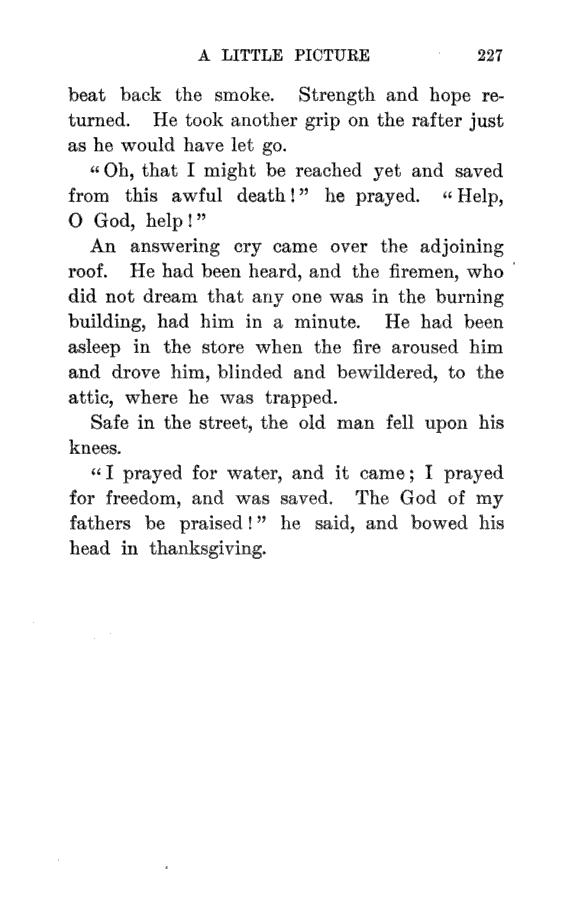 A LITTLE PICTURE 227
beat back the smoke. Strength and hope re-
turned. He took another grip on the rafter just
as he would have let go.
“Oh, that I might be reached yet and saved
from this awful death!” he prayed. “Help,
O God, help!”
An answering cry came over the adjoining
roof. He had been heard, and the firemen, who
did not dream that any one was in the burning
building, had him in a minute. He had been
asleep in the store when the fire aroused him
and drove him, blinded and bewildered, to the
attic, where he was trapped.
Safe in the street, the old man fell upon his
knees.
“I prayed for water, and it came; I prayed
for freedom, and was saved. The God of my
fathers be praised!” he said, and bowed his
head in thanksgiving.